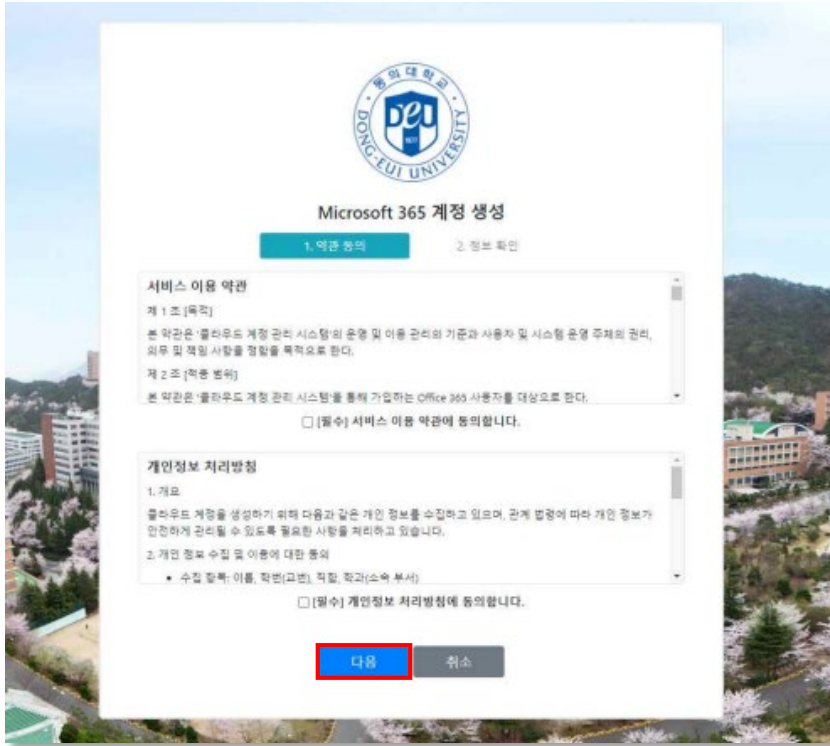 동의대학교
DONG-EUI UNIVERSITY
DEU
1977
Microsoft 365 계정 생성
1. 약관 동의
2. 정보 확인
서비스 이용 약관
제 1 조 [목적]
본 약관은 '클라우드 계정 관리 시스템'의 운영 및 이용 관리의 기준과 사용자 및 시스템 운영 주체의 권리,
의무 및 책임 사항을 정함을 목적으로 한다.
제 2 조 [적용 범위]
본 약관은 '클라우드 계정 관리 시스템'을 통해 가입하는 Office 365 사용자를 대상으로 한다.
[필수] 서비스 이용 약관에 동의합니다.
개인정보 처리방침
1. 개요
클라우드 계정을 생성하기 위해 다음과 같은 개인 정보를 수집하고 있으며, 관계 법령에 따라 개인 정보가
안전하게 관리될 수 있도록 필요한 사항을 처리하고 있습니다.
2. 개인 정보 수집 및 이용에 대한 동의
• 수집 항목: 이름, 학번(교번), 직함, 학과(소속 부서)
[필수] 개인정보 처리방침에 동의합니다.
다음
취소